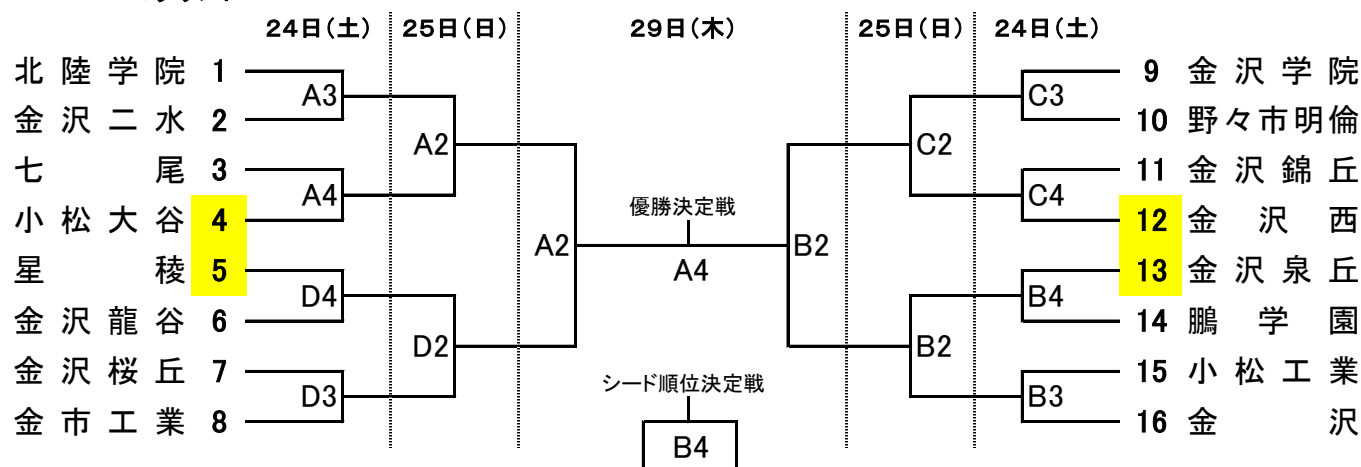 24日(土) 25日(日) 29日(木) 25日(日) 24日(土)
北陸学院 1
金沢二水 2
七尾 3
小松大谷 4
星稜 5
金沢龍谷 6
金沢桜丘 7
金市工業 8
A3
A4
D4
D3
A2
D2
A2
優勝決定戦
A4
シード順位決定戦
B4
B2
C2
B2
C3
C4
B4
B3
9 金沢学院
10 野々市明倫
11 金沢錦丘
12 金沢西
13 金沢泉丘
14 鵬学園
15 小松工業
16 金沢